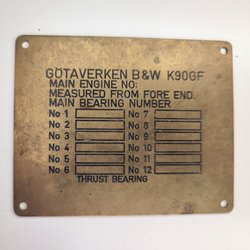 GÖTAVERKEN B&W K90GF
MAIN ENGINE NO:
MEASURED FROM FORE END.
MAIN BEARING NUMBER
No 1 No 7
No 2 No 8
No 3 No 9
No 4 No 10
No 5 No 11
No 6 No 12
THRUST BEARING